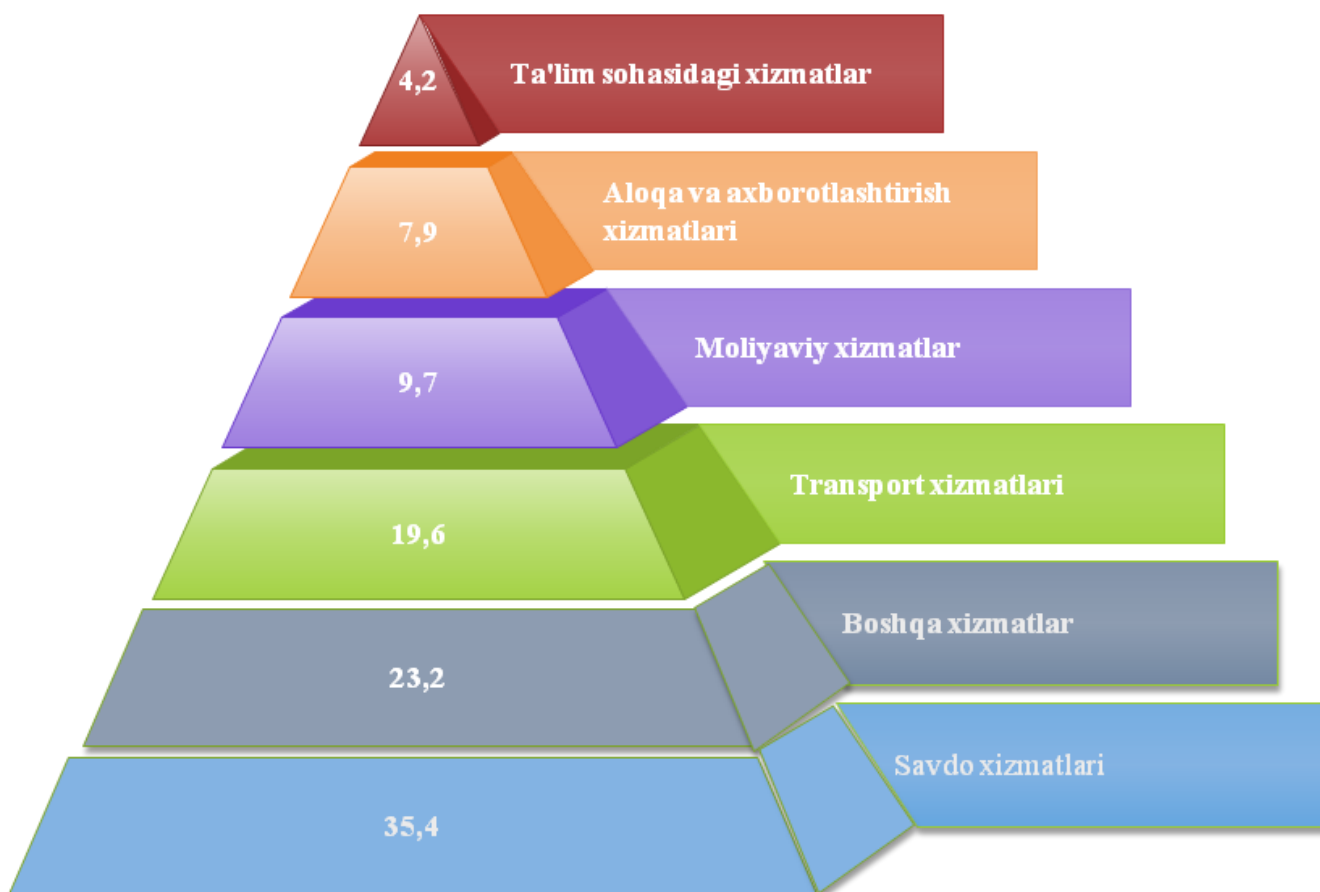 4,2
Ta'lim sohasidagi xizmatlar
7,9
Aloqa va axborotlashtirish
xizmatlari
9,7
Moliyaviy xizmatlar
19,6
Transport xizmatlari
23,2
Boshqa xizmatlar
35,4
Savdo xizmatlari